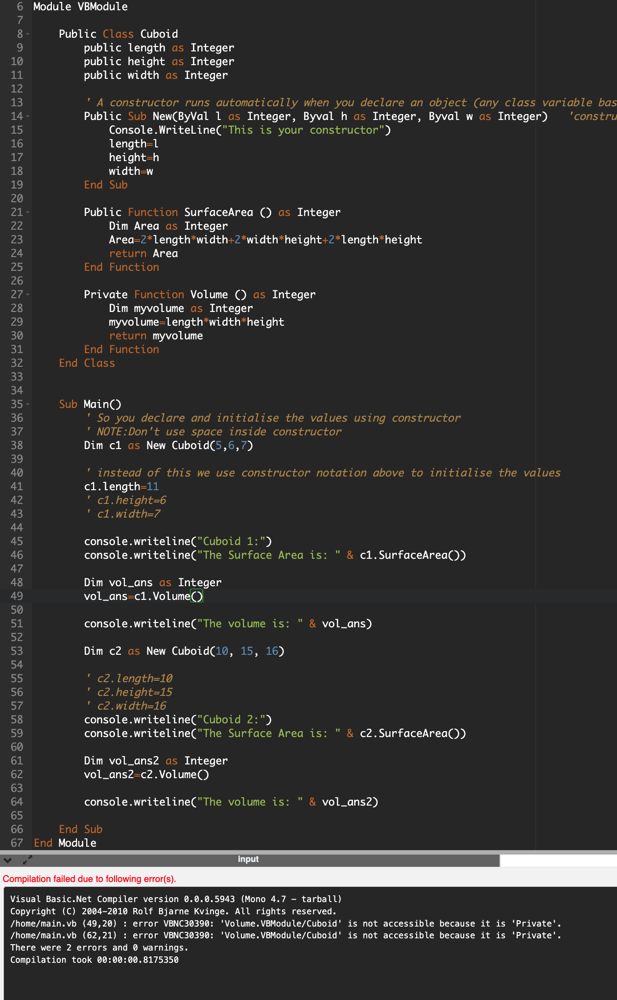 6 Module VBModule
7
8 Public Class Cuboid
9 public length as Integer
10 public height as Integer
11 public width as Integer
12
13 ' A constructor runs automatically when you declare an object (any class variable bas
14 Public Sub New(ByVal l as Integer, Byval h as Integer, Byval w as Integer) 'constru
15 Console.WriteLine("This is your constructor")
16 length=l
17 height=h
18 width=w
19 End Sub
20
21 Public Function SurfaceArea () as Integer
22 Dim Area as Integer
23 Area=2*length*width+2*width*height+2*length*height
24 return Area
25 End Function
26
27 Private Function Volume () as Integer
28 Dim myvolume as Integer
29 myvolume=length*width*height
30 return myvolume
31 End Function
32 End Class
33
34
35 Sub Main()
36 ' So you declare and initialise the values using constructor
37 ' NOTE:Don't use space inside constructor
38 Dim c1 as New Cuboid(5,6,7)
39
40 ' instead of this we use constructor notation above to initialise the values
41 c1.length=11
42 ' c1.height=6
43 ' c1.width=7
44
45 console.writeline("Cuboid 1:")
46 console.writeline("The Surface Area is: " & c1.SurfaceArea())
47
48 Dim vol_ans as Integer
49 vol_ans=c1.Volume()
50
51 console.writeline("The volume is: " & vol_ans)
52
53 Dim c2 as New Cuboid(10, 15, 16)
54
55 ' c2.length=10
56 ' c2.height=15
57 ' c2.width=16
58 console.writeline("Cuboid 2:")
59 console.writeline("The Surface Area is: " & c2.SurfaceArea())
60
61 Dim vol_ans2 as Integer
62 vol_ans2=c2.Volume()
63
64 console.writeline("The volume is: " & vol_ans2)
65
66 End Sub
67 End Module
input
Compilation failed due to following error(s).
Visual Basic.Net Compiler version 0.0.0.5943 (Mono 4.7 - tarball)
Copyright (C) 2004-2010 Rolf Bjarne Kvinge. All rights reserved.
/home/main.vb (49,20) : error VBNC30390: 'Volume.VBModule/Cuboid' is not accessible because it is 'Private'.
/home/main.vb (62,21) : error VBNC30390: 'Volume.VBModule/Cuboid' is not accessible because it is 'Private'.
There were 2 errors and 0 warnings.
Compilation took 00:00:00.8175350